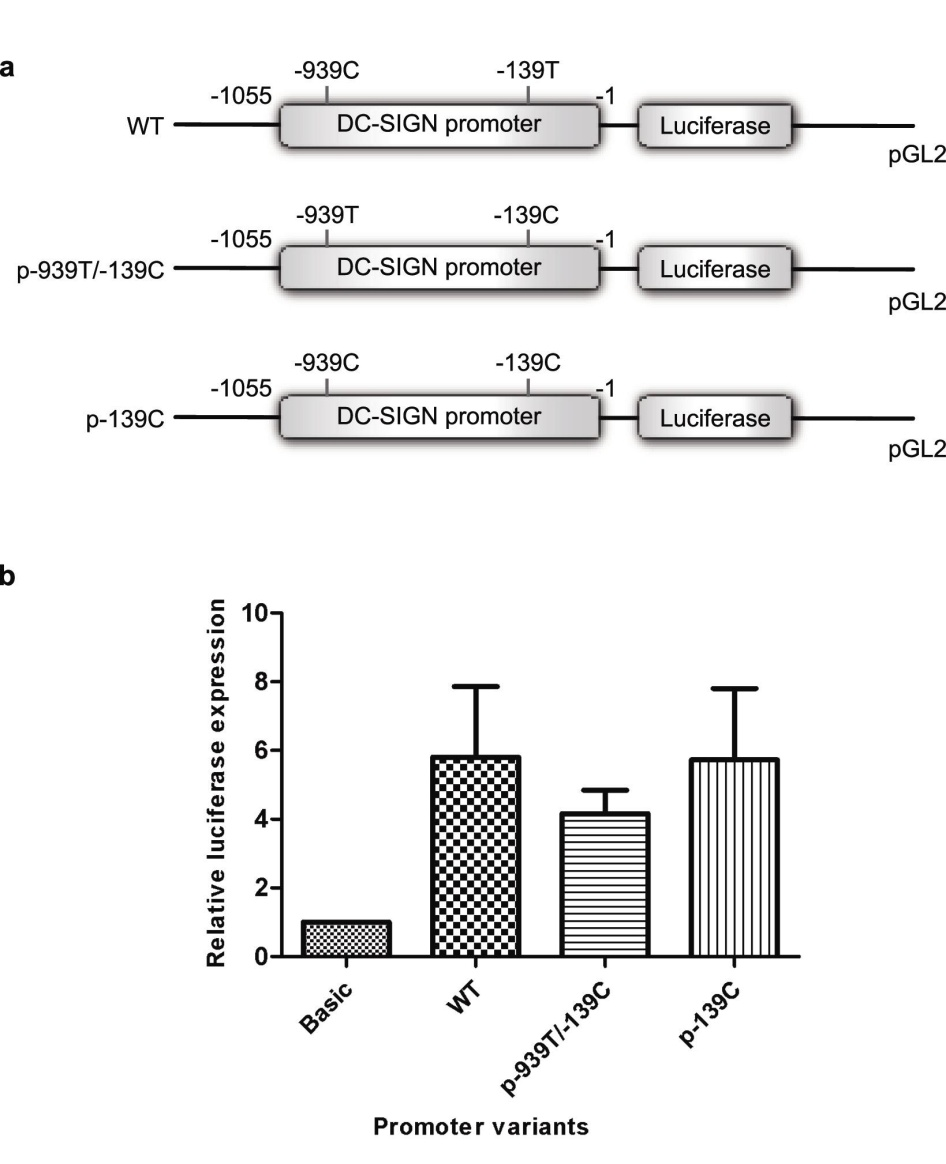 a
-939C -139T
-1055 -1
WT DC-SIGN promoter Luciferase
pGL2
-939T -139C
-1055 -1
p-939T/-139C DC-SIGN promoter Luciferase
pGL2
-939C -139C
-1055 -1
p-139C DC-SIGN promoter Luciferase
pGL2
b
Relative luciferase expression
10
8
6
4
2
0
Basic WT p-939T/-139C p-139C
Promoter variants